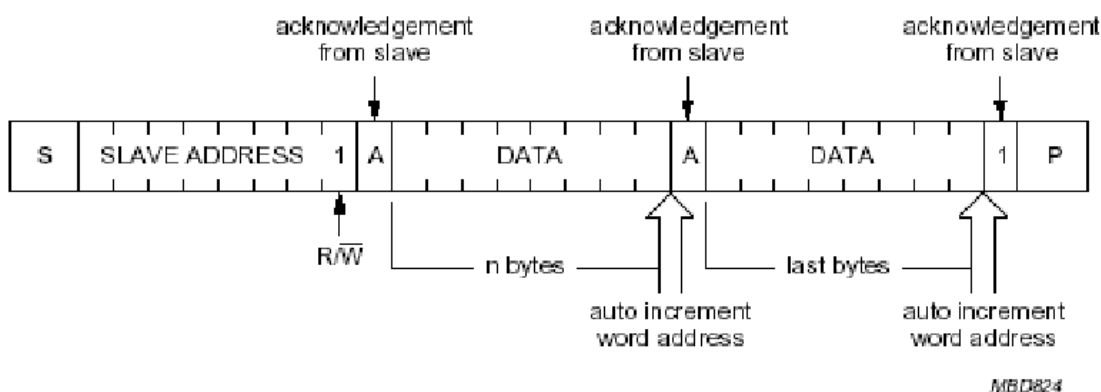 acknowledgement
from slave
acknowledgement
from slave
acknowledgement
from slave
S SLAVE ADDRESS 1 A DATA A DATA 1 P
R/W̅
n bytes
last bytes
auto increment
word address
auto increment
word address
MBD824